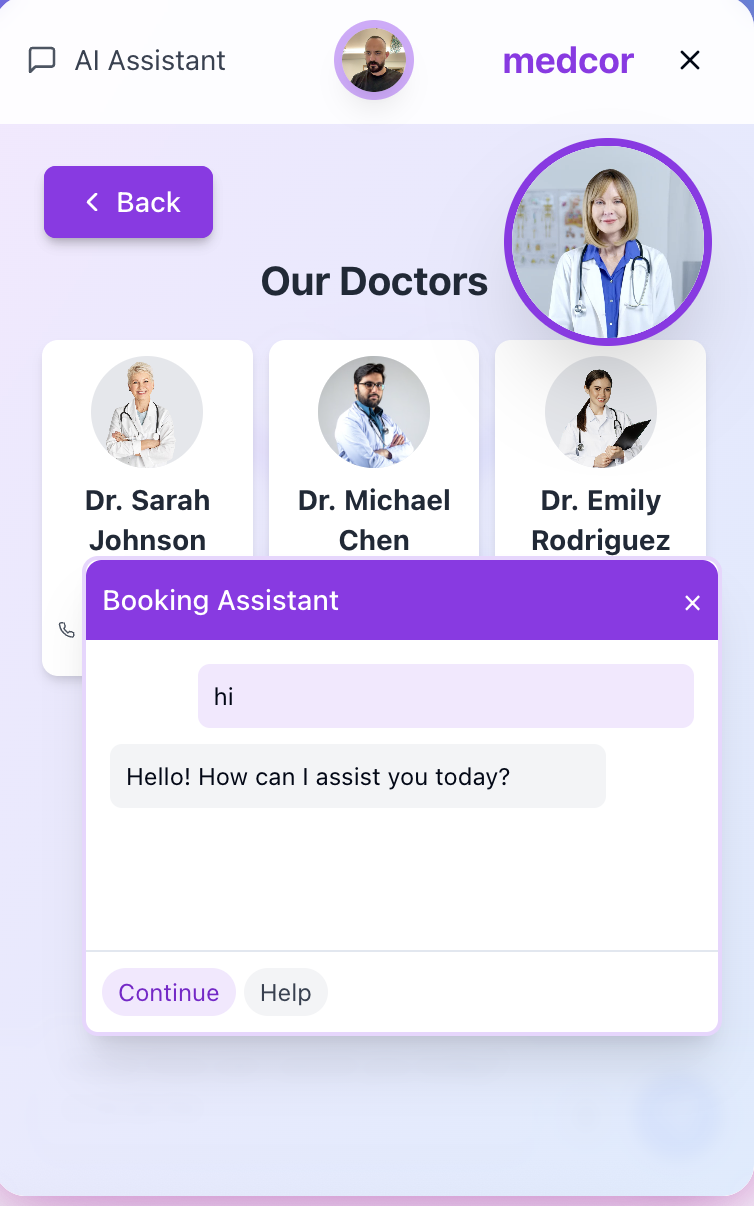 AI Assistant
medcor
Back
Our Doctors
Dr. Sarah
Johnson
Dr. Michael
Chen
Dr. Emily
Rodriguez
Booking Assistant
hi
Hello! How can I assist you today?
Continue
Help